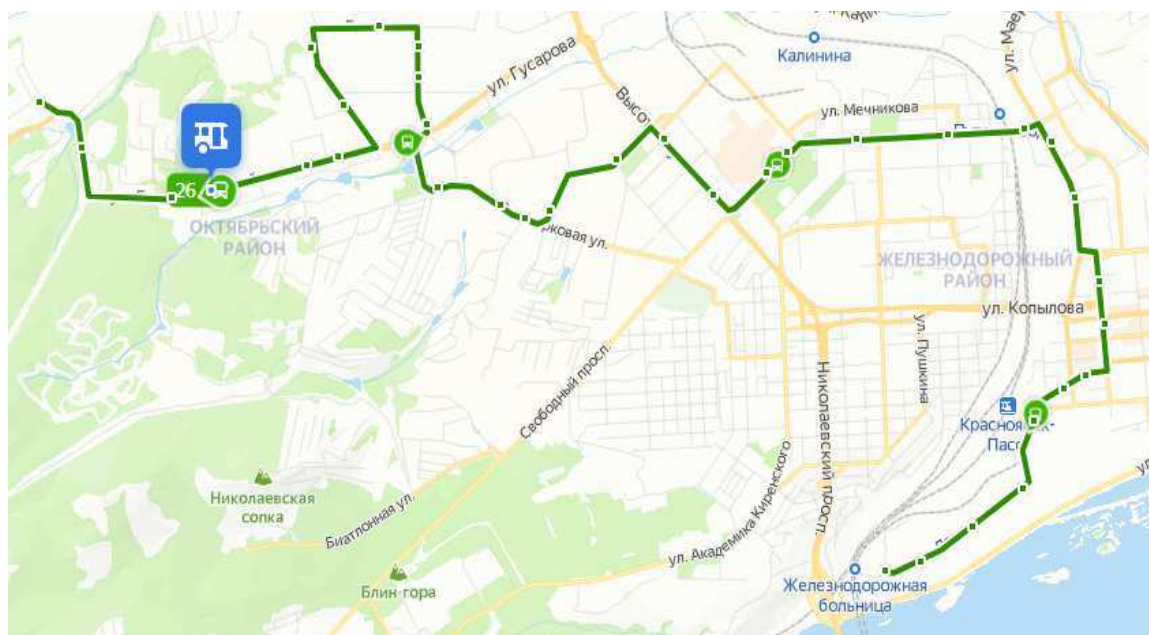 Калинина
ул. Гусарова
ул. Мечникова
26
ОКТЯБРЬСКИЙ
РАЙОН
ЖЕЛЕЗНОДОРОЖНЫЙ
РАЙОН
ул. Копылова
ул. Пушкина
Свободный просп.
Николаевский просп.
Николаевская
сопка
Биатлонная ул.
ул. Академика Киренского
Блин-гора
Железнодорожная
больница